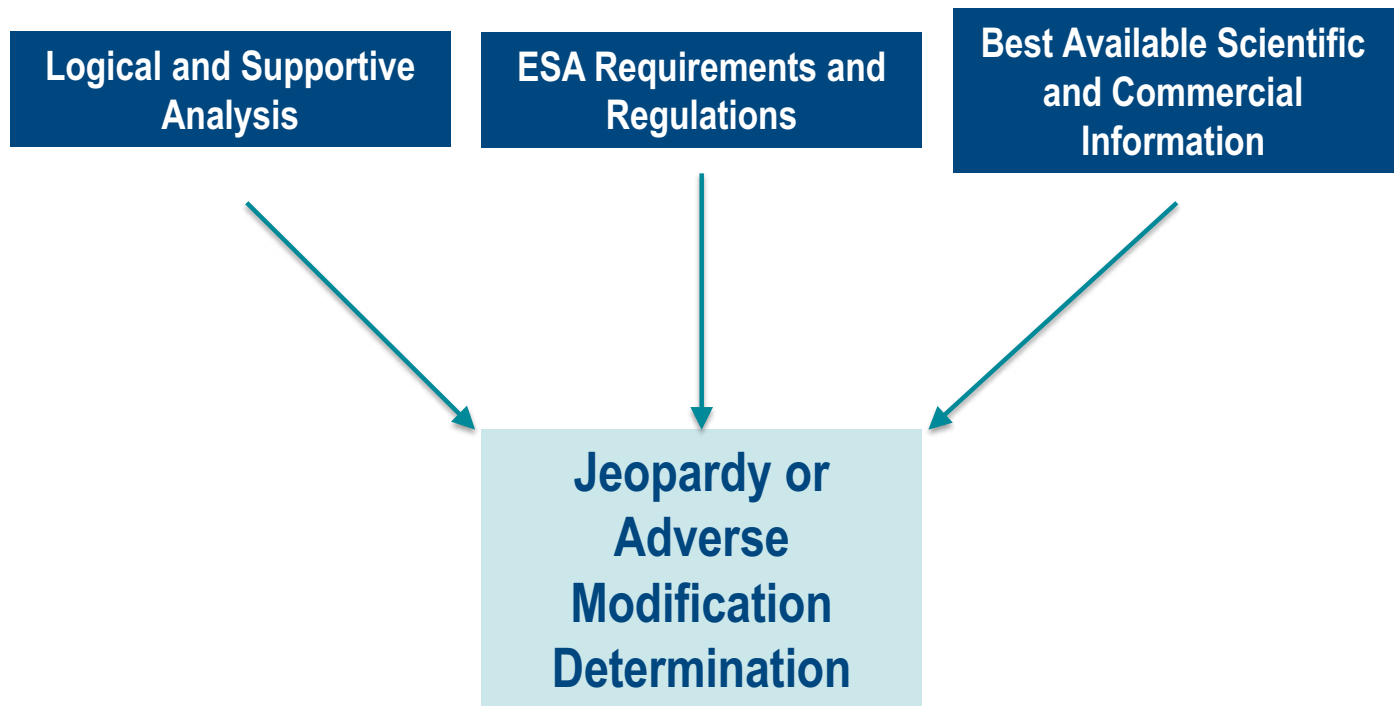 Logical and Supportive
Analysis
ESA Requirements and
Regulations
Best Available Scientific
and Commercial
Information
Jeopardy or
Adverse
Modification
Determination